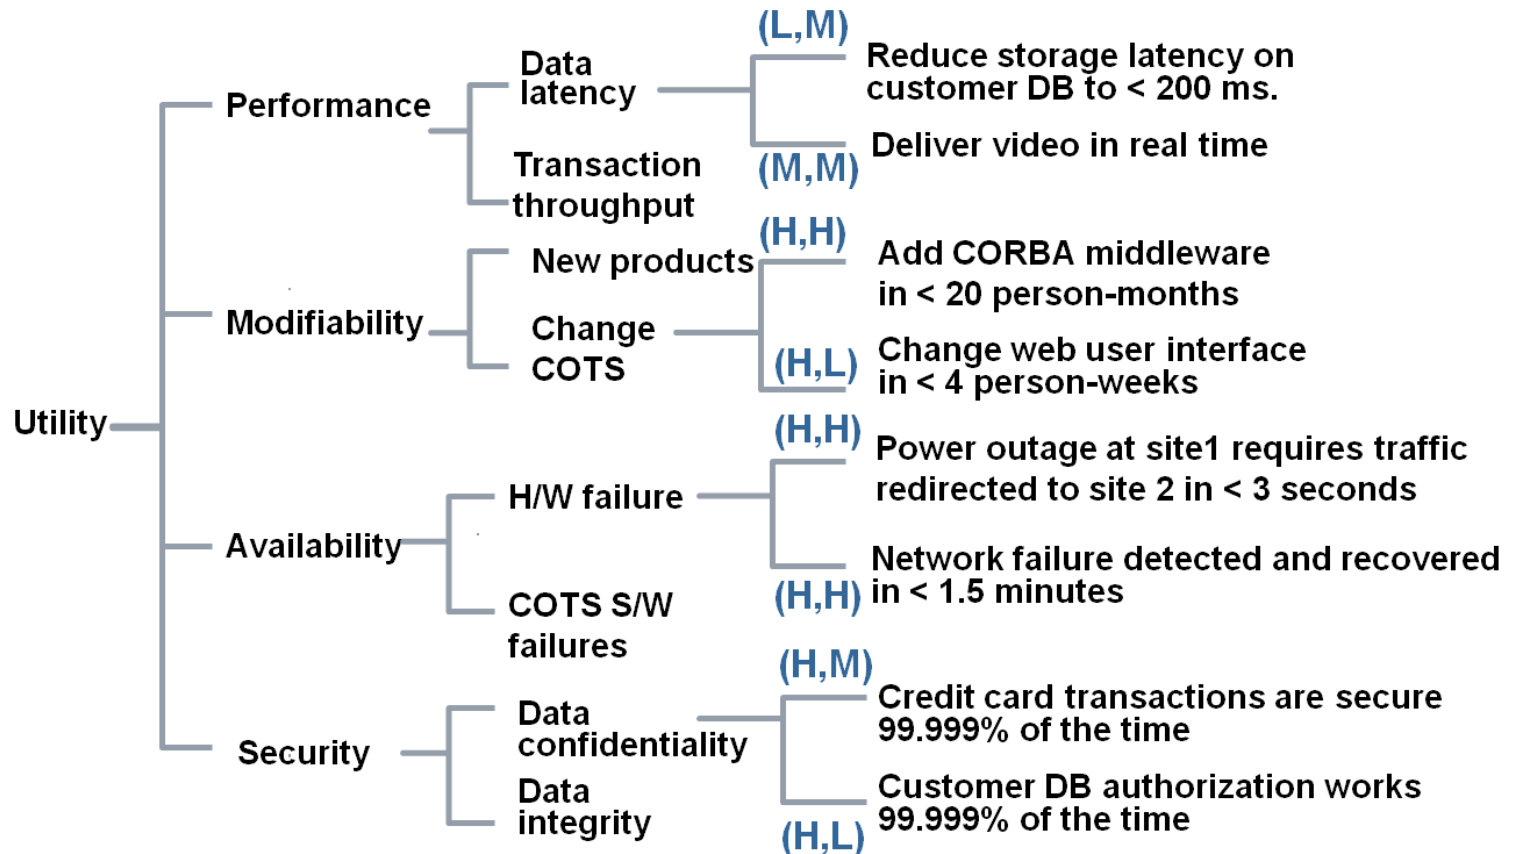 Utility
Performance
Data
latency
(L,M)
Reduce storage latency on
customer DB to < 200 ms.
(M,M)
Deliver video in real time
Transaction
throughput
Modifiability
New products
Change
COTS
(H,H)
Add CORBA middleware
in < 20 person-months
(H,L)
Change web user interface
in < 4 person-weeks
Availability
H/W failure
(H,H)
Power outage at site1 requires traffic
redirected to site 2 in < 3 seconds
(H,H)
Network failure detected and recovered
in < 1.5 minutes
COTS S/W
failures
Security
Data
confidentiality
(H,M)
Credit card transactions are secure
99.999% of the time
(H,L)
Customer DB authorization works
99.999% of the time
Data
integrity